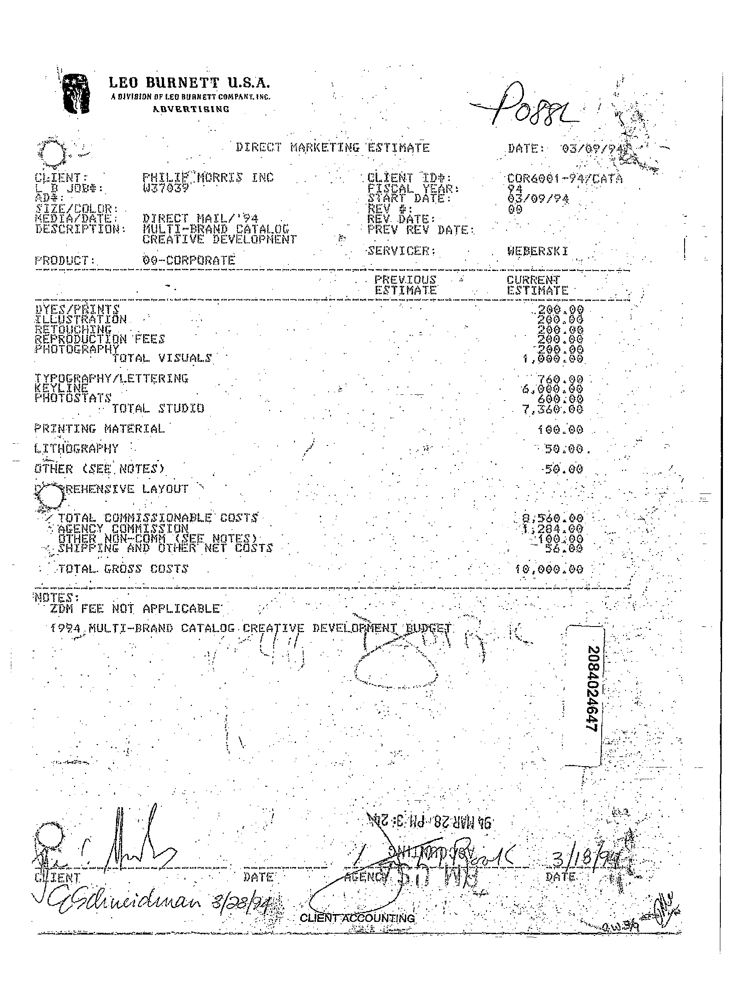 LEO BURNETT U.S.A.
A DIVISION OF LEO BURNETT COMPANY, INC.
ADVERTISING
DIRECT MARKETING ESTIMATE DATE: 03/09/94
CLIENT: PHILIP MORRIS INC CLIENT ID#: COR6001-94/CATA
L B JOB#: W37039 FISCAL YEAR: 94
AD#: START DATE: 03/09/94
SIZE/COLOR: REV #: 00
MEDIA/DATE: DIRECT MAIL/'94 REV DATE:
DESCRIPTION: MULTI-BRAND CATALOG PREV REV DATE:
CREATIVE DEVELOPMENT
SERVICER: WEBERSKI
PRODUCT: 00-CORPORATE
PREVIOUS CURRENT
ESTIMATE ESTIMATE
DYES/PRINTS 200.00
ILLUSTRATION 200.00
RETOUCHING 200.00
REPRODUCTION FEES 200.00
PHOTOGRAPHY 200.00
TOTAL VISUALS 1,000.00
TYPOGRAPHY/LETTERING 760.00
KEYLINE 6,000.00
PHOTOSTATS 600.00
TOTAL STUDIO 7,360.00
PRINTING MATERIAL 100.00
LITHOGRAPHY 50.00
OTHER (SEE NOTES) 50.00
PREHENSIVE LAYOUT
TOTAL COMMISSIONABLE COSTS 8,560.00
AGENCY COMMISSION 1,284.00
OTHER NON-COMM (SEE NOTES) 100.00
SHIPPING AND OTHER NET COSTS 56.00
TOTAL GROSS COSTS 10,000.00
NOTES:
ZDM FEE NOT APPLICABLE
1994 MULTI-BRAND CATALOG CREATIVE DEVELOPMENT BUDGET
2084024647
94 MAR 28 PM 3:24
3/18/94
CLIENT DATE AGENCY DATE
GSchneidman 3/28/94
CLIENT ACCOUNTING
a.w. 3/9